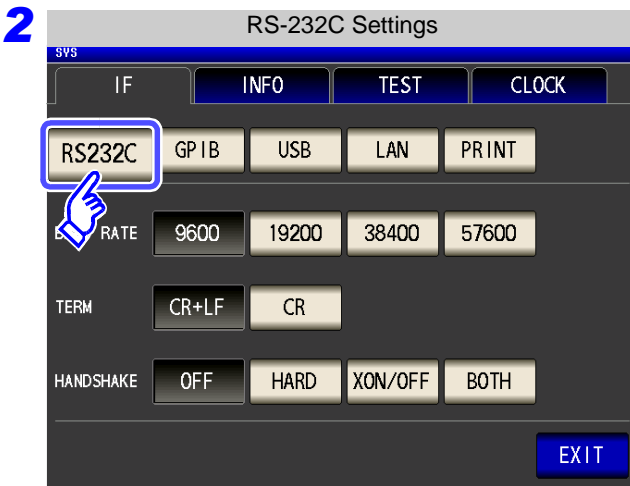 2
RS-232C Settings
SYS
IF INFO TEST CLOCK
RS232C GPIB USB LAN PRINT
RATE 9600 19200 38400 57600
TERM CR+LF CR
HANDSHAKE OFF HARD XON/OFF BOTH
EXIT